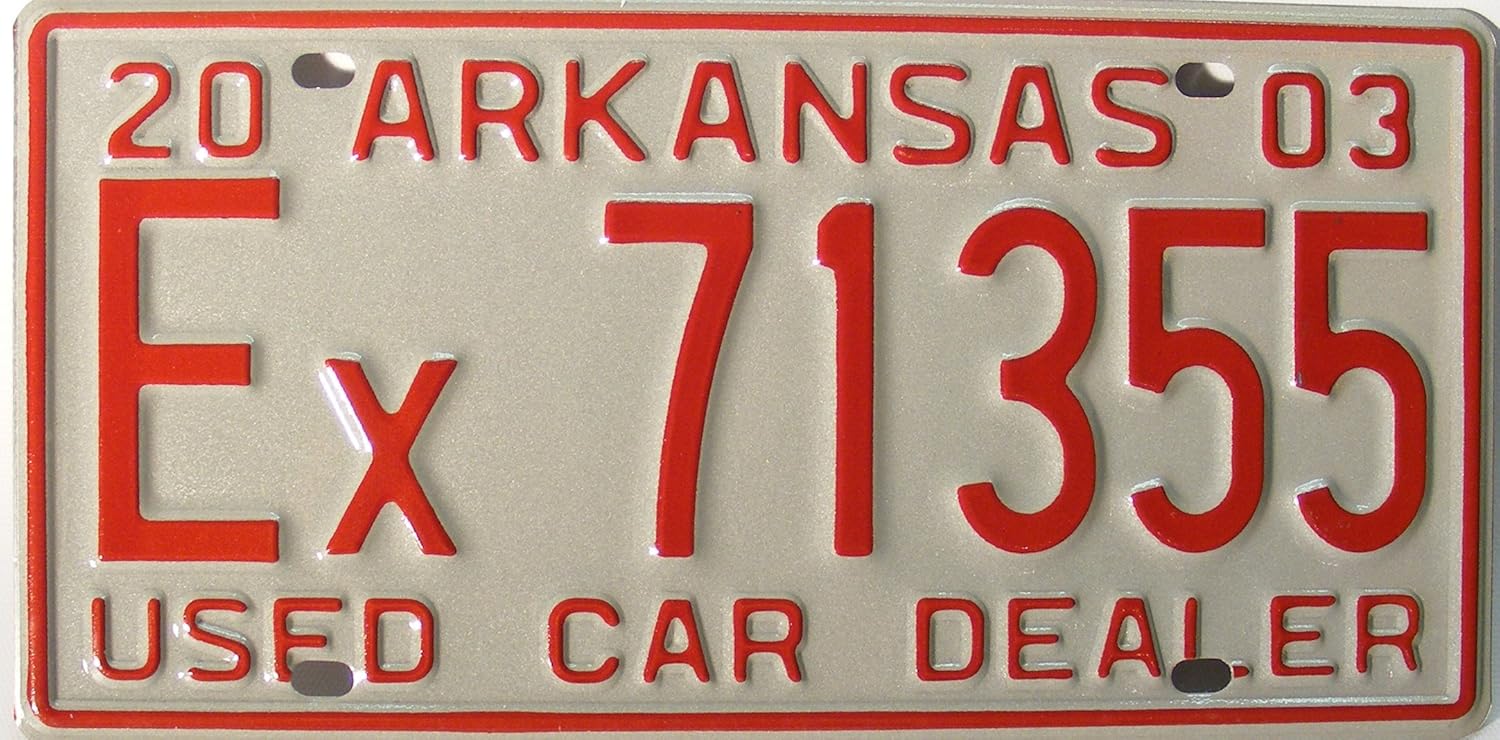 20 ARKANSAS 03
Ex 71355
USED CAR DEALER